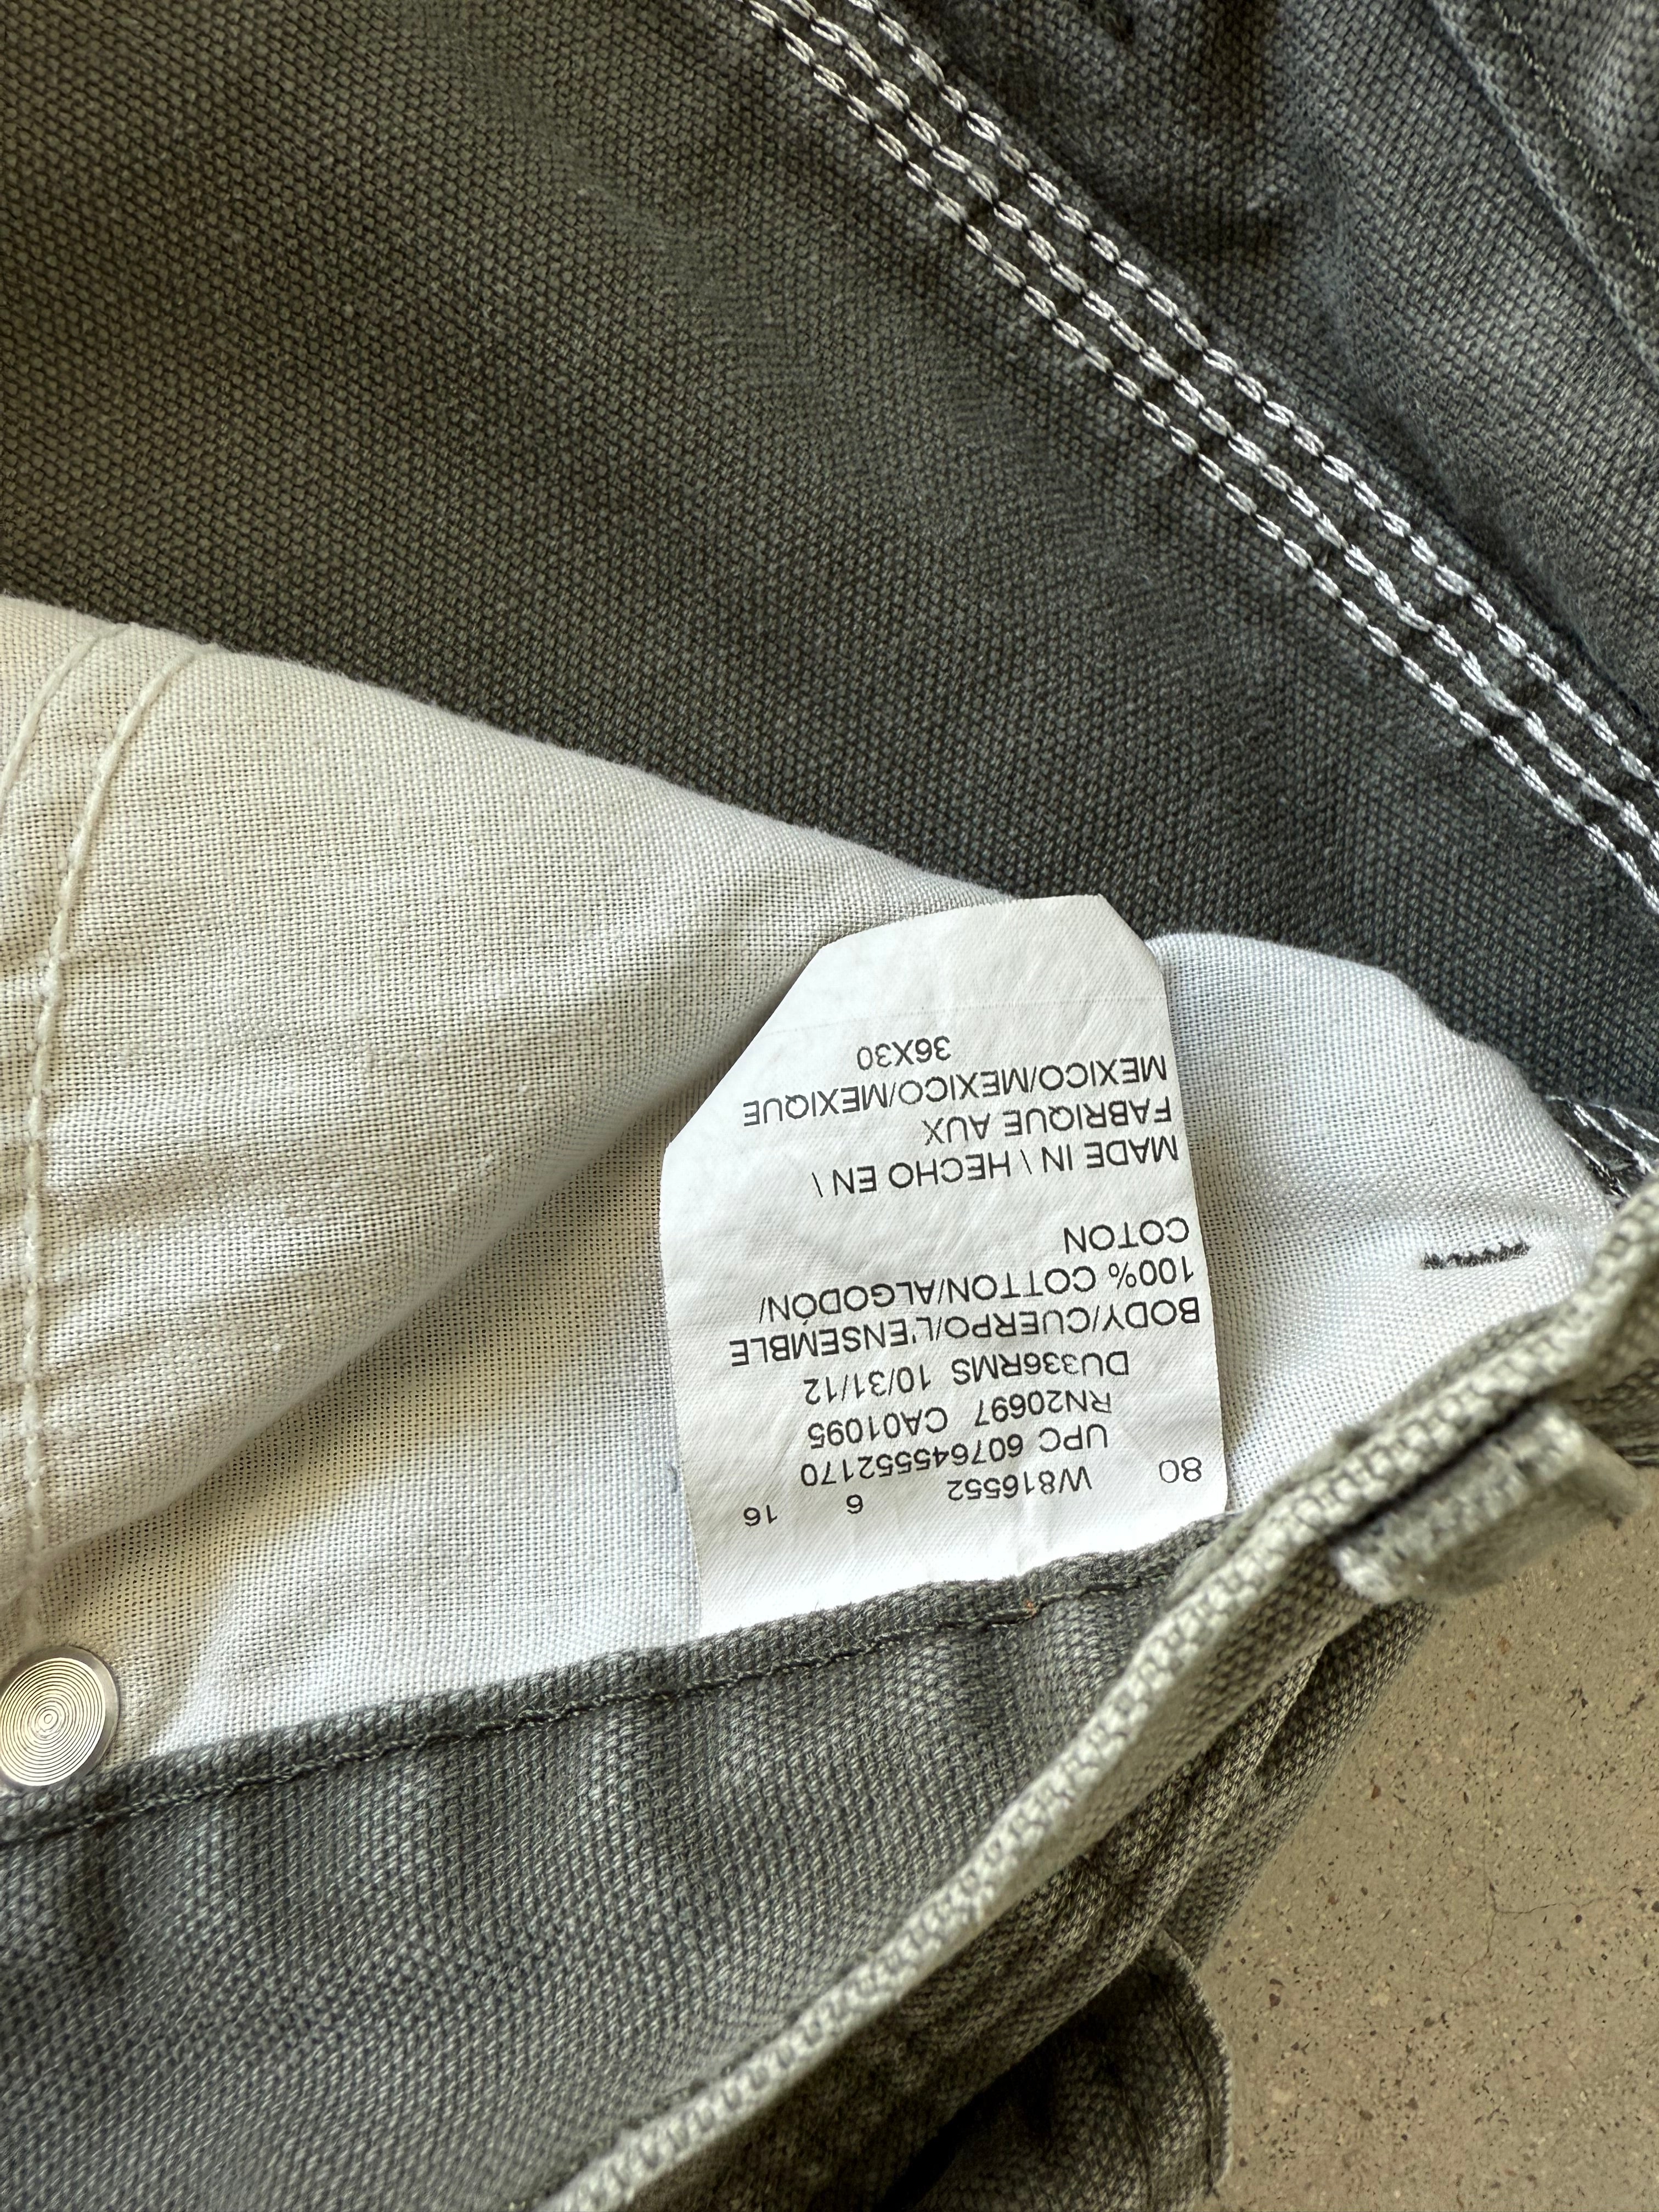 80 W816552 6 16
UPC 607645552170
RN20697 CA01095
DU336RMS 10/31/12
BODY/CUERPO/L'ENSEMBLE
100% COTTON/ALGODÓN/
COTON
MADE IN \ HECHO EN \
FABRIQUE AUX
MEXICO/MEXICO/MEXIQUE
36X30